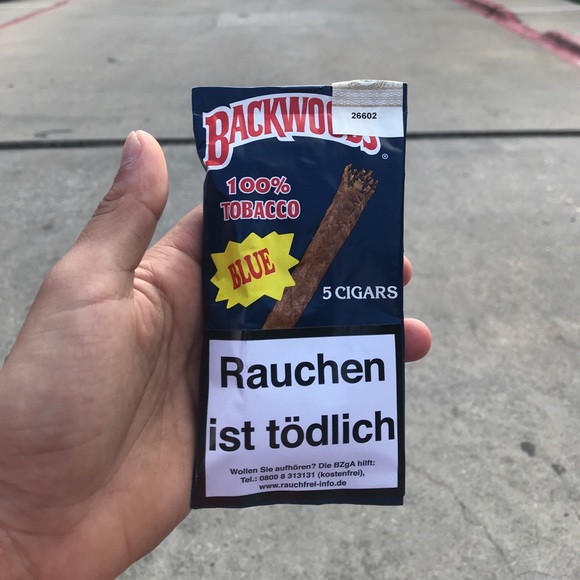 26602
BACKWOODS®
100%
TOBACCO
BLUE
5 CIGARS
Rauchen
ist tödlich
Wollen Sie aufhören? Die BZgA hilft:
Tel.: 0800 8 313131 (kostenfrei),
www.rauchfrei-info.de